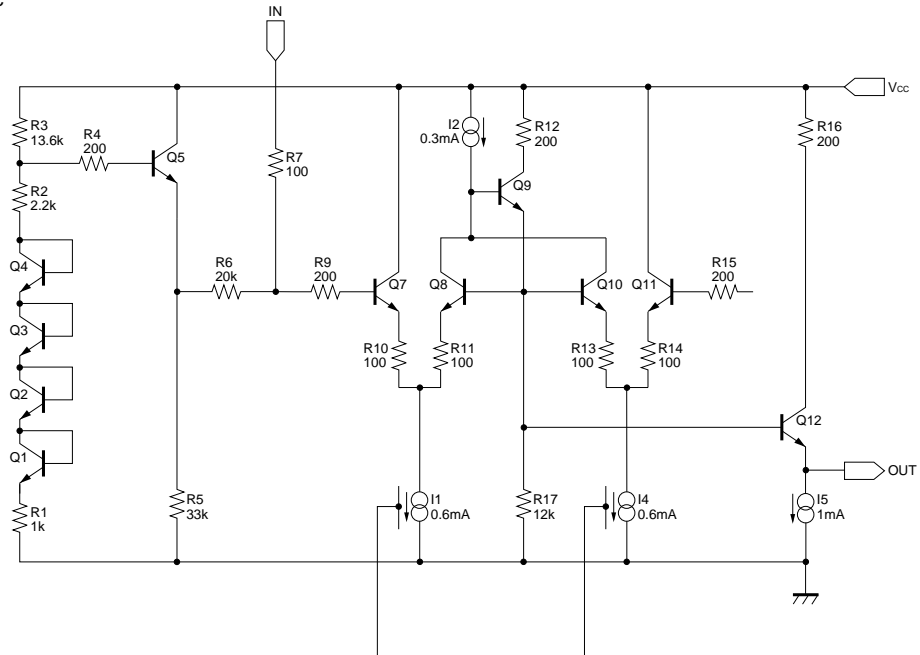 IN
Vcc
R3
13.6k
R4
200
Q5
R7
100
I2
0.3mA
R12
200
R16
200
Q9
R2
2.2k
Q4
R6
20k
R9
200
Q7
Q8
Q10
Q11
R15
200
Q3
R10
100
R11
100
R13
100
R14
100
Q2
Q12
Q1
OUT
R1
1k
R5
33k
I1
0.6mA
R17
12k
I4
0.6mA
I5
1mA